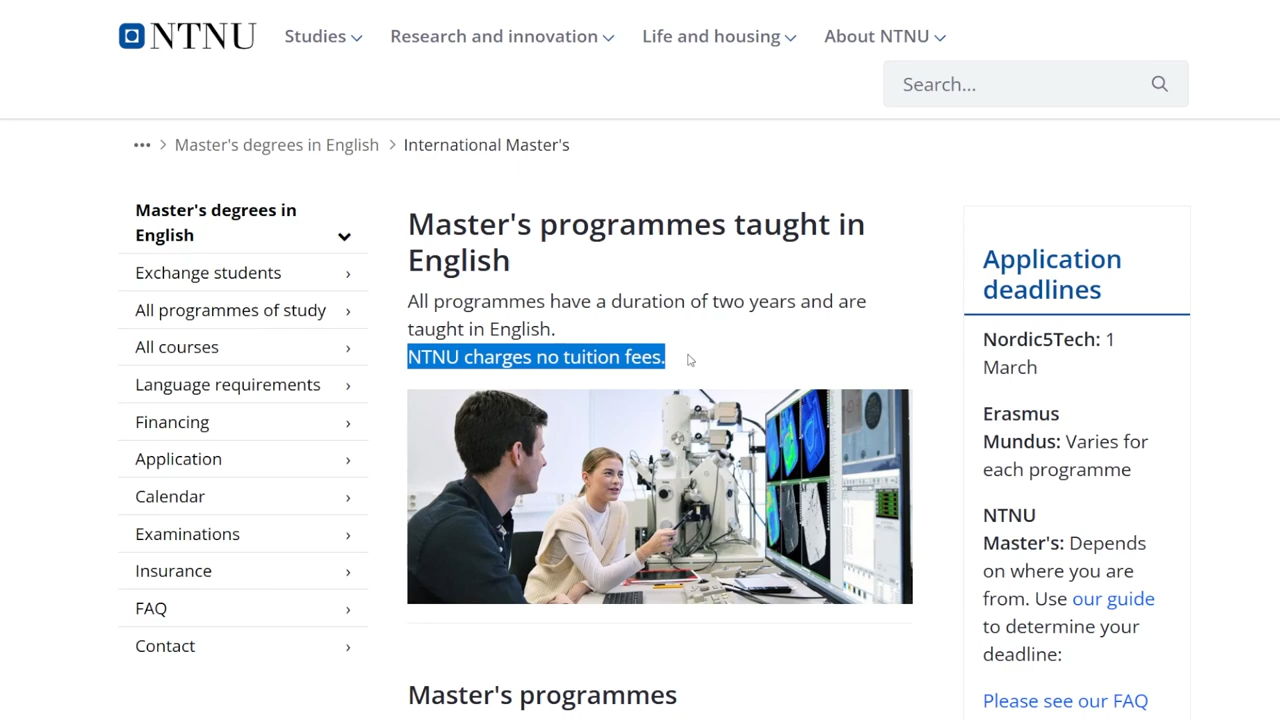 NTNU
Studies
Research and innovation
Life and housing
About NTNU
Search...
••• > Master's degrees in English > International Master's
Master's degrees in
English
Exchange students
All programmes of study
All courses
Language requirements
Financing
Application
Calendar
Examinations
Insurance
FAQ
Contact
Master's programmes taught in
English
All programmes have a duration of two years and are
taught in English.
NTNU charges no tuition fees.
Master's programmes
Application
deadlines
Nordic5Tech: 1
March
Erasmus
Mundus: Varies for
each programme
NTNU
Master's: Depends
on where you are
from. Use our guide
to determine your
deadline:
Please see our FAQ